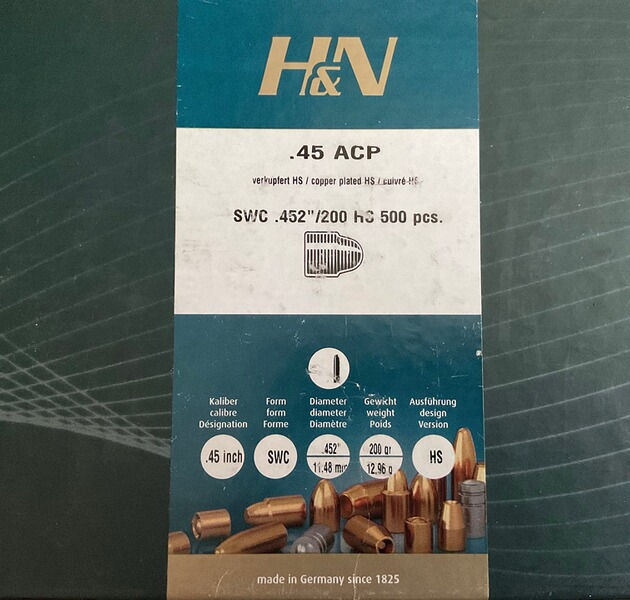 H&N
.45 ACP
verkupfert HS / copper plated HS / cuivré HS
SWC .452"/200 HS 500 pcs.
Kaliber
calibre
Désignation
Form
form
Forme
Diameter
diameter
Diamètre
Gewicht
weight
Poids
Ausführung
design
Version
.45 inch
SWC
.452"
11.48 mm
200 gr
12.96 g
HS
made in Germany since 1825